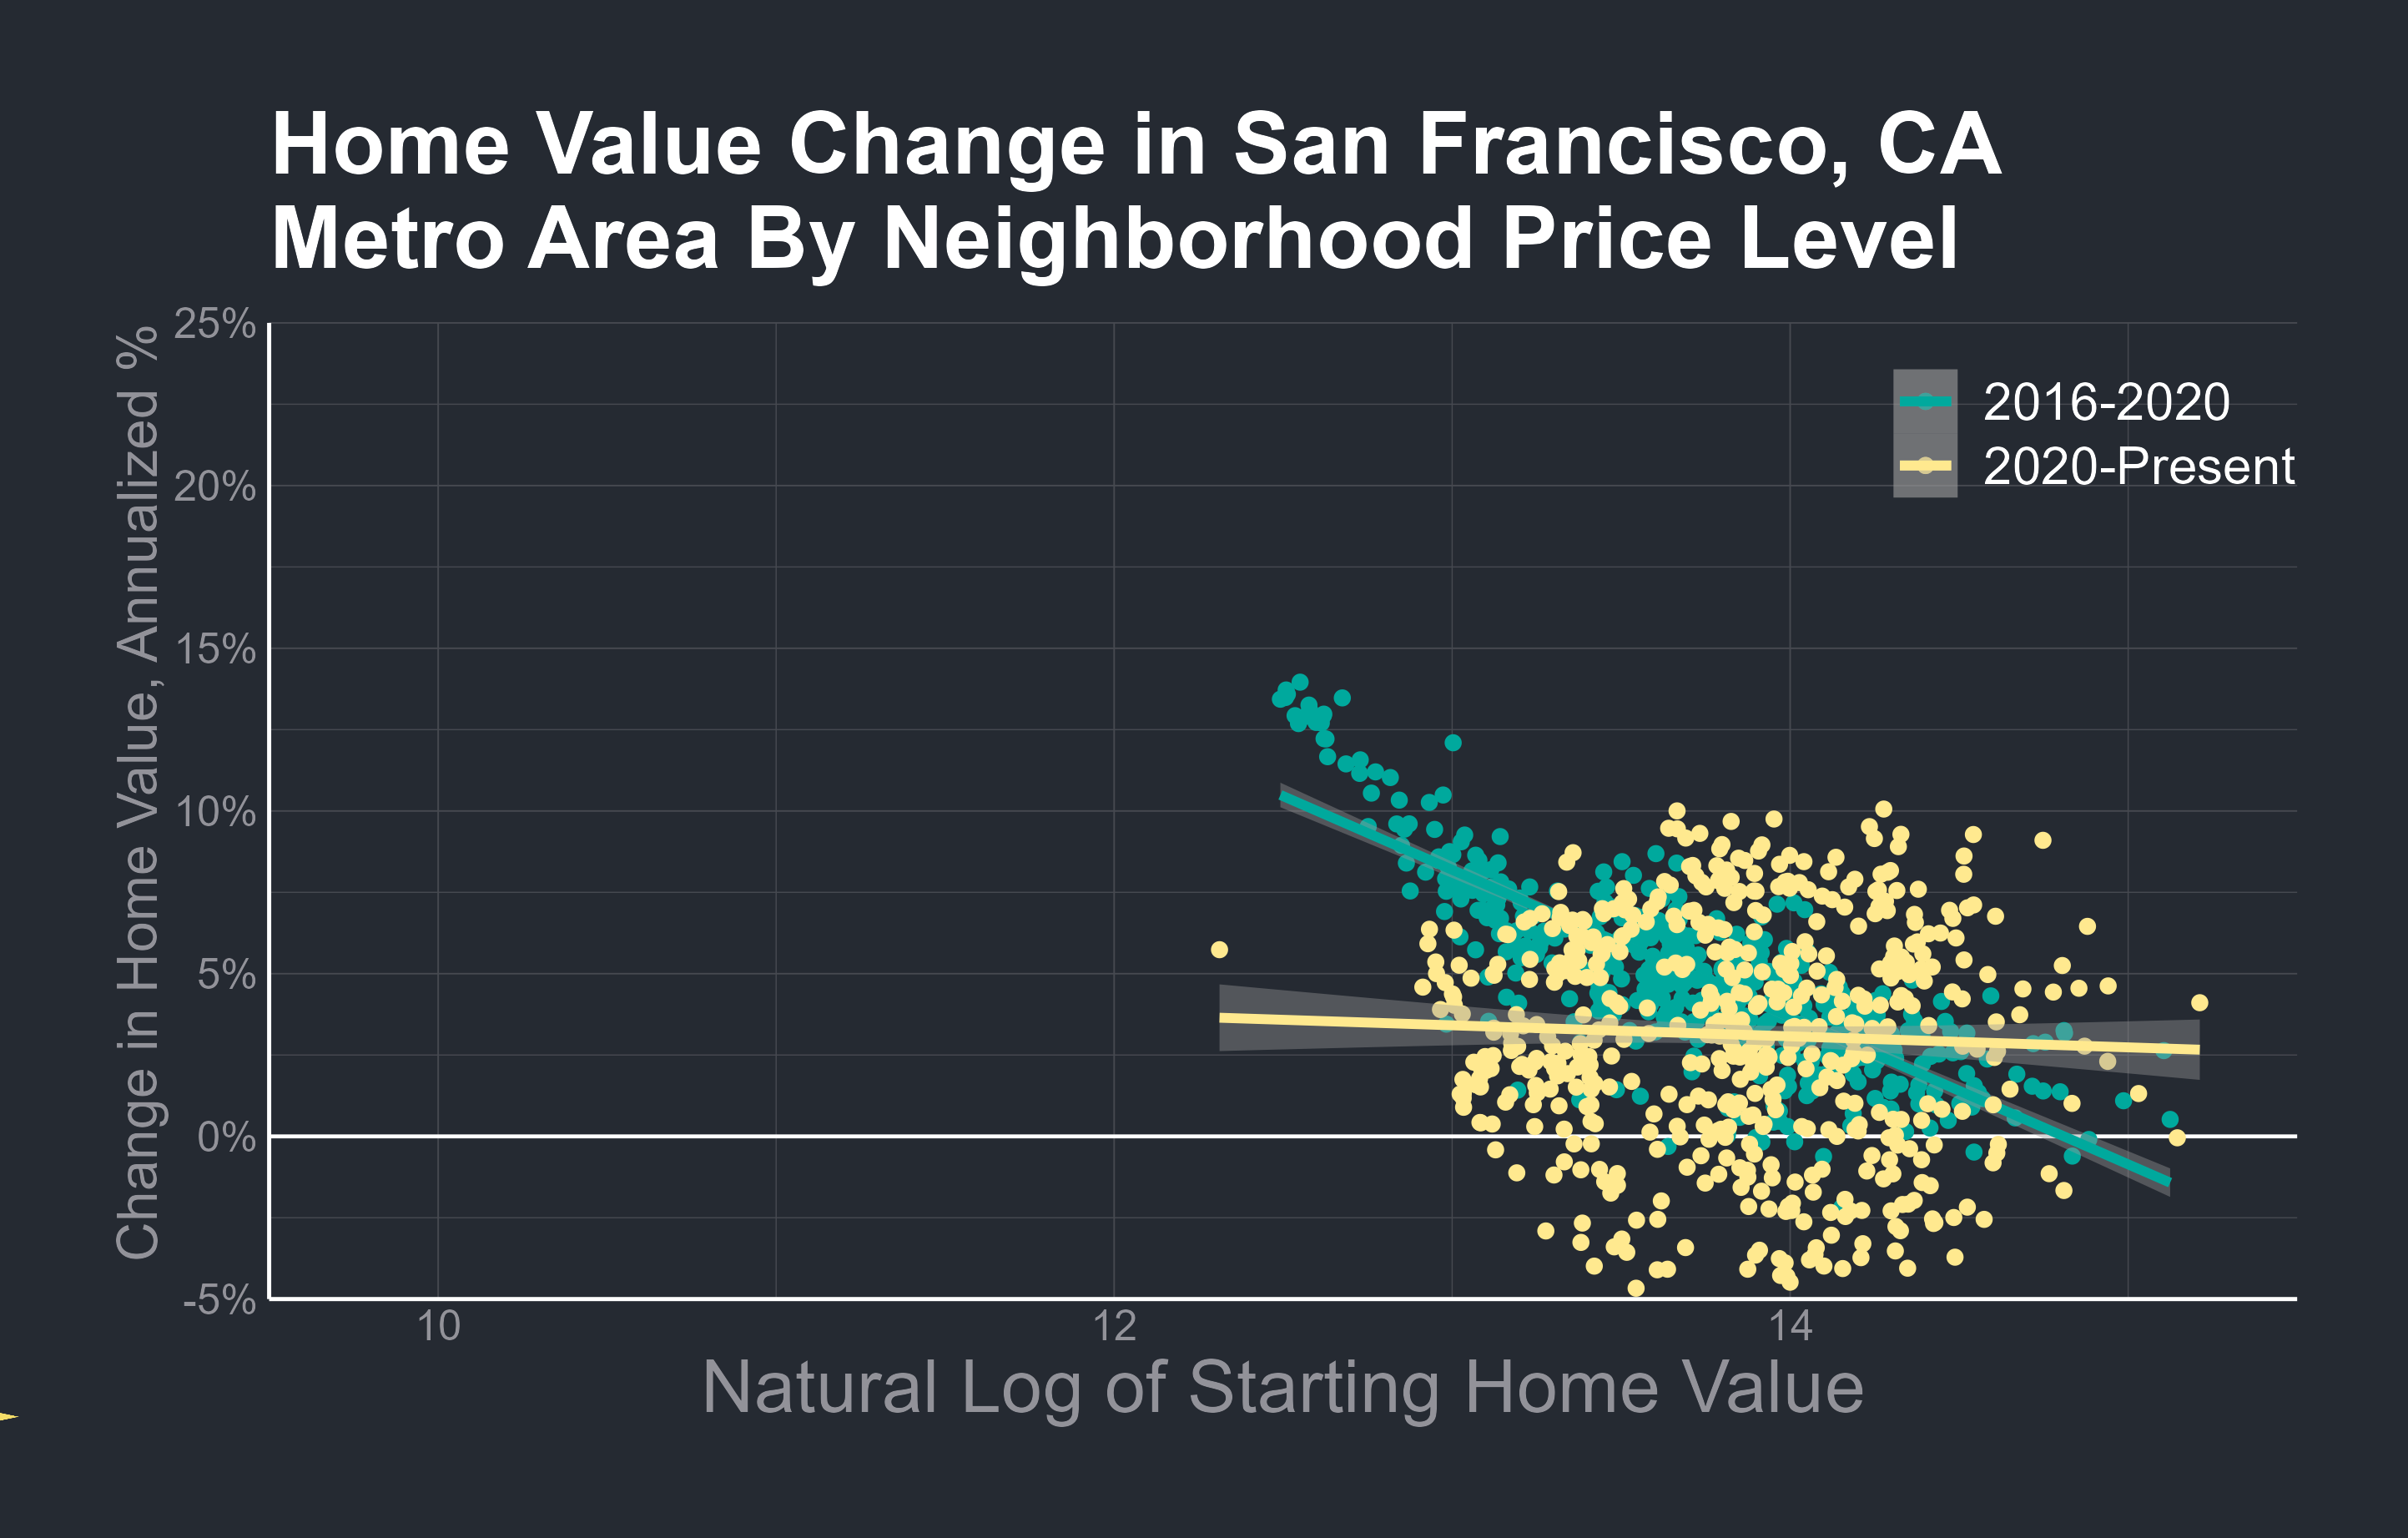 Home Value Change in San Francisco, CA
Metro Area By Neighborhood Price Level
Change in Home Value, Annualized %
25%
20%
15%
10%
5%
0%
-5%
2016-2020
2020-Present
10
12
14
Natural Log of Starting Home Value